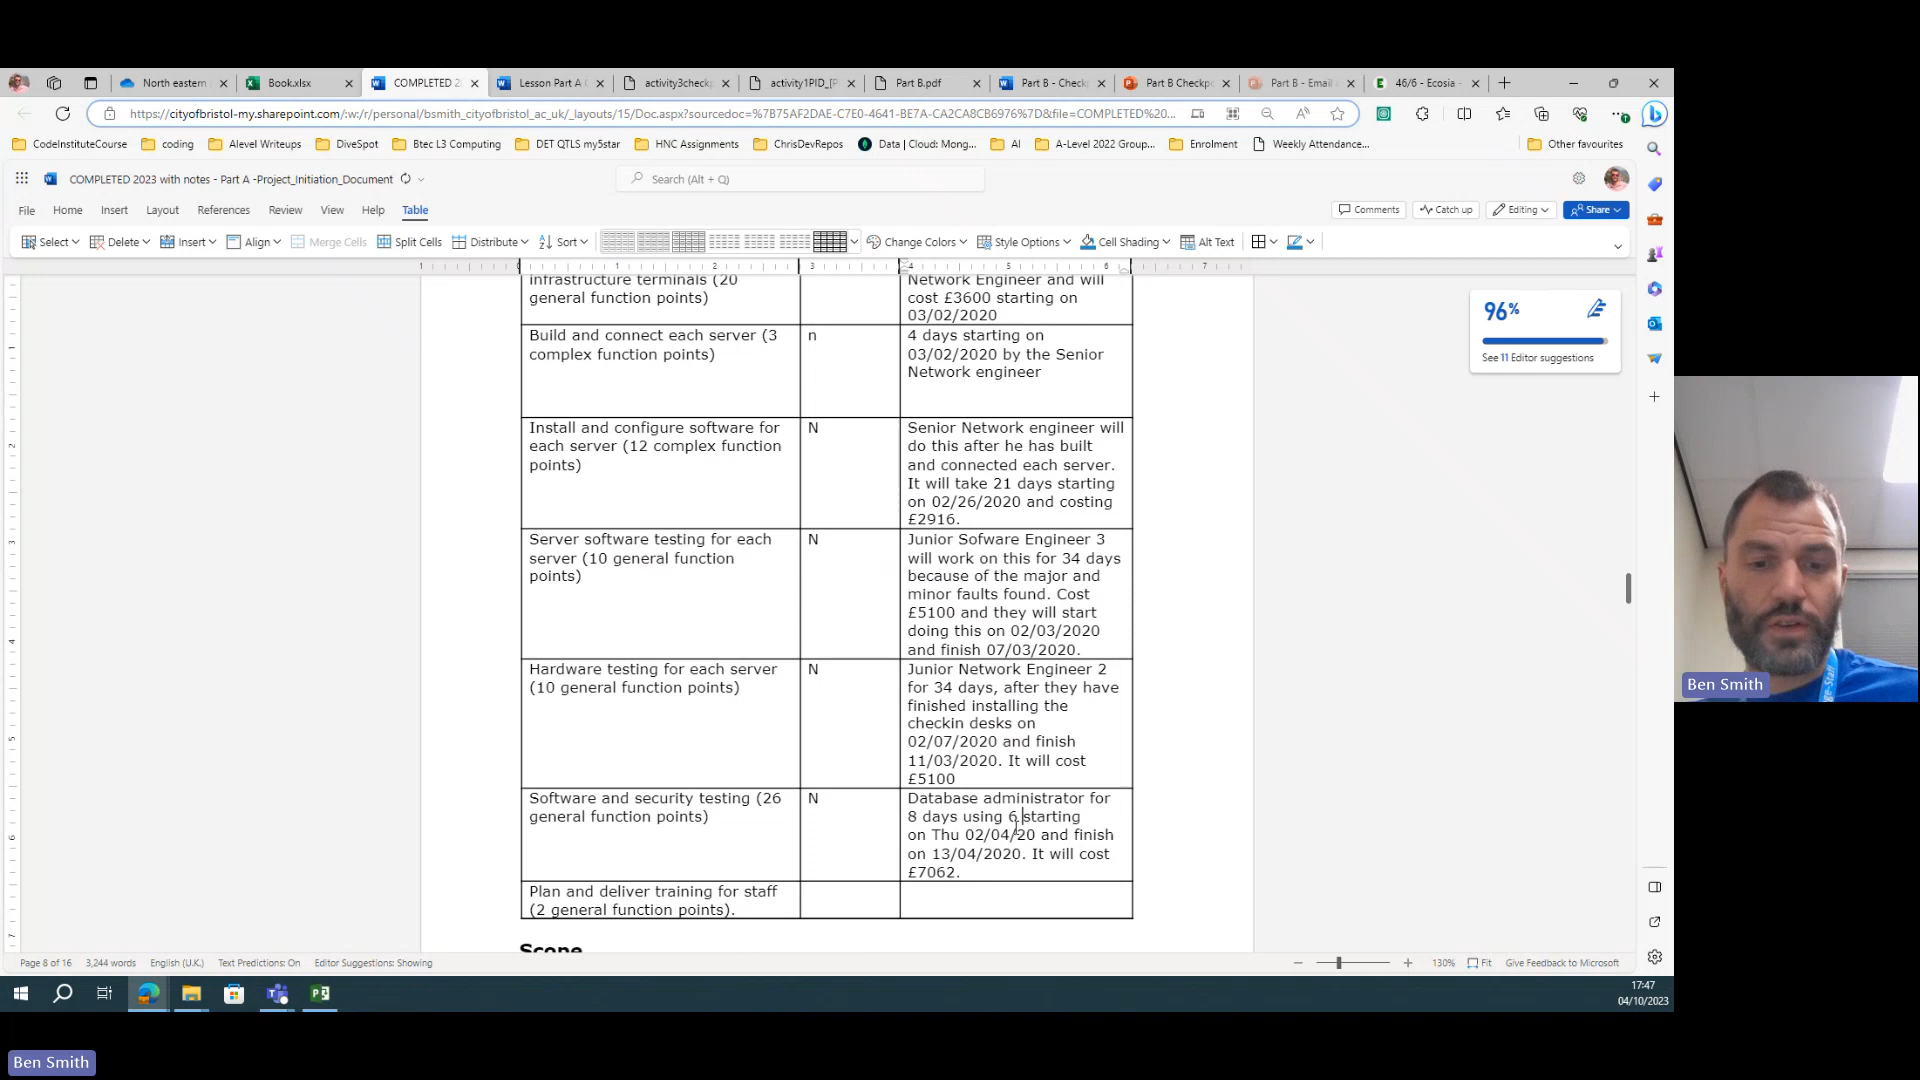 North eastern
Book.xlsx
COMPLETED 2
Lesson Part A
activity3check
activity1PID_[P
Part B.pdf
Part B - Check
Part B Checkp
Part B - Email
46/6 - Ecosia
https://cityofbristol-my.sharepoint.com/:w:/r/personal/bsmith_cityofbristol_ac_uk/_layouts/15/Doc.aspx?sourcedoc=%7B75AF2DAE-C7E0-4641-BE7A-CA2CA8CB6976%7D&file=COMPLETED%20...
CodeInstituteCourse
coding
Alevel Writeups
DiveSpot
Btec L3 Computing
DET QTLS my5star
HNC Assignments
ChrisDevRepos
Data | Cloud: Mong...
AI
A-Level 2022 Group...
Enrolment
Weekly Attendance...
Other favourites
COMPLETED 2023 with notes - Part A -Project_Initiation_Document
Search (Alt + Q)
File Home Insert Layout References Review View Help Table
Comments
Catch up
Editing
Share
Select Delete Insert Align Merge Cells Split Cells Distribute Sort
Change Colors Style Options Cell Shading Alt Text
1 1 2 3 4 5 6 7
infrastructure terminals (20
general function points)
Network Engineer and will
cost £3600 starting on
03/02/2020
Build and connect each server (3
complex function points)
n
4 days starting on
03/02/2020 by the Senior
Network engineer
Install and configure software for
each server (12 complex function
points)
N
Senior Network engineer will
do this after he has built
and connected each server.
It will take 21 days starting
on 02/26/2020 and costing
£2916.
Server software testing for each
server (10 general function
points)
N
Junior Sofware Engineer 3
will work on this for 34 days
because of the major and
minor faults found. Cost
£5100 and they will start
doing this on 02/03/2020
and finish 07/03/2020.
Hardware testing for each server
(10 general function points)
N
Junior Network Engineer 2
for 34 days, after they have
finished installing the
checkin desks on
02/07/2020 and finish
11/03/2020. It will cost
£5100
Software and security testing (26
general function points)
N
Database administrator for
8 days using 6 starting
on Thu 02/04/20 and finish
on 13/04/2020. It will cost
£7062.
Plan and deliver training for staff
(2 general function points).
Scope
96%
See 11 Editor suggestions
Ben Smith
Page 8 of 16
3,244 words
English (U.K.)
Text Predictions: On
Editor Suggestions: Showing
130%
Fit
Give Feedback to Microsoft
17:47
04/10/2023
Ben Smith